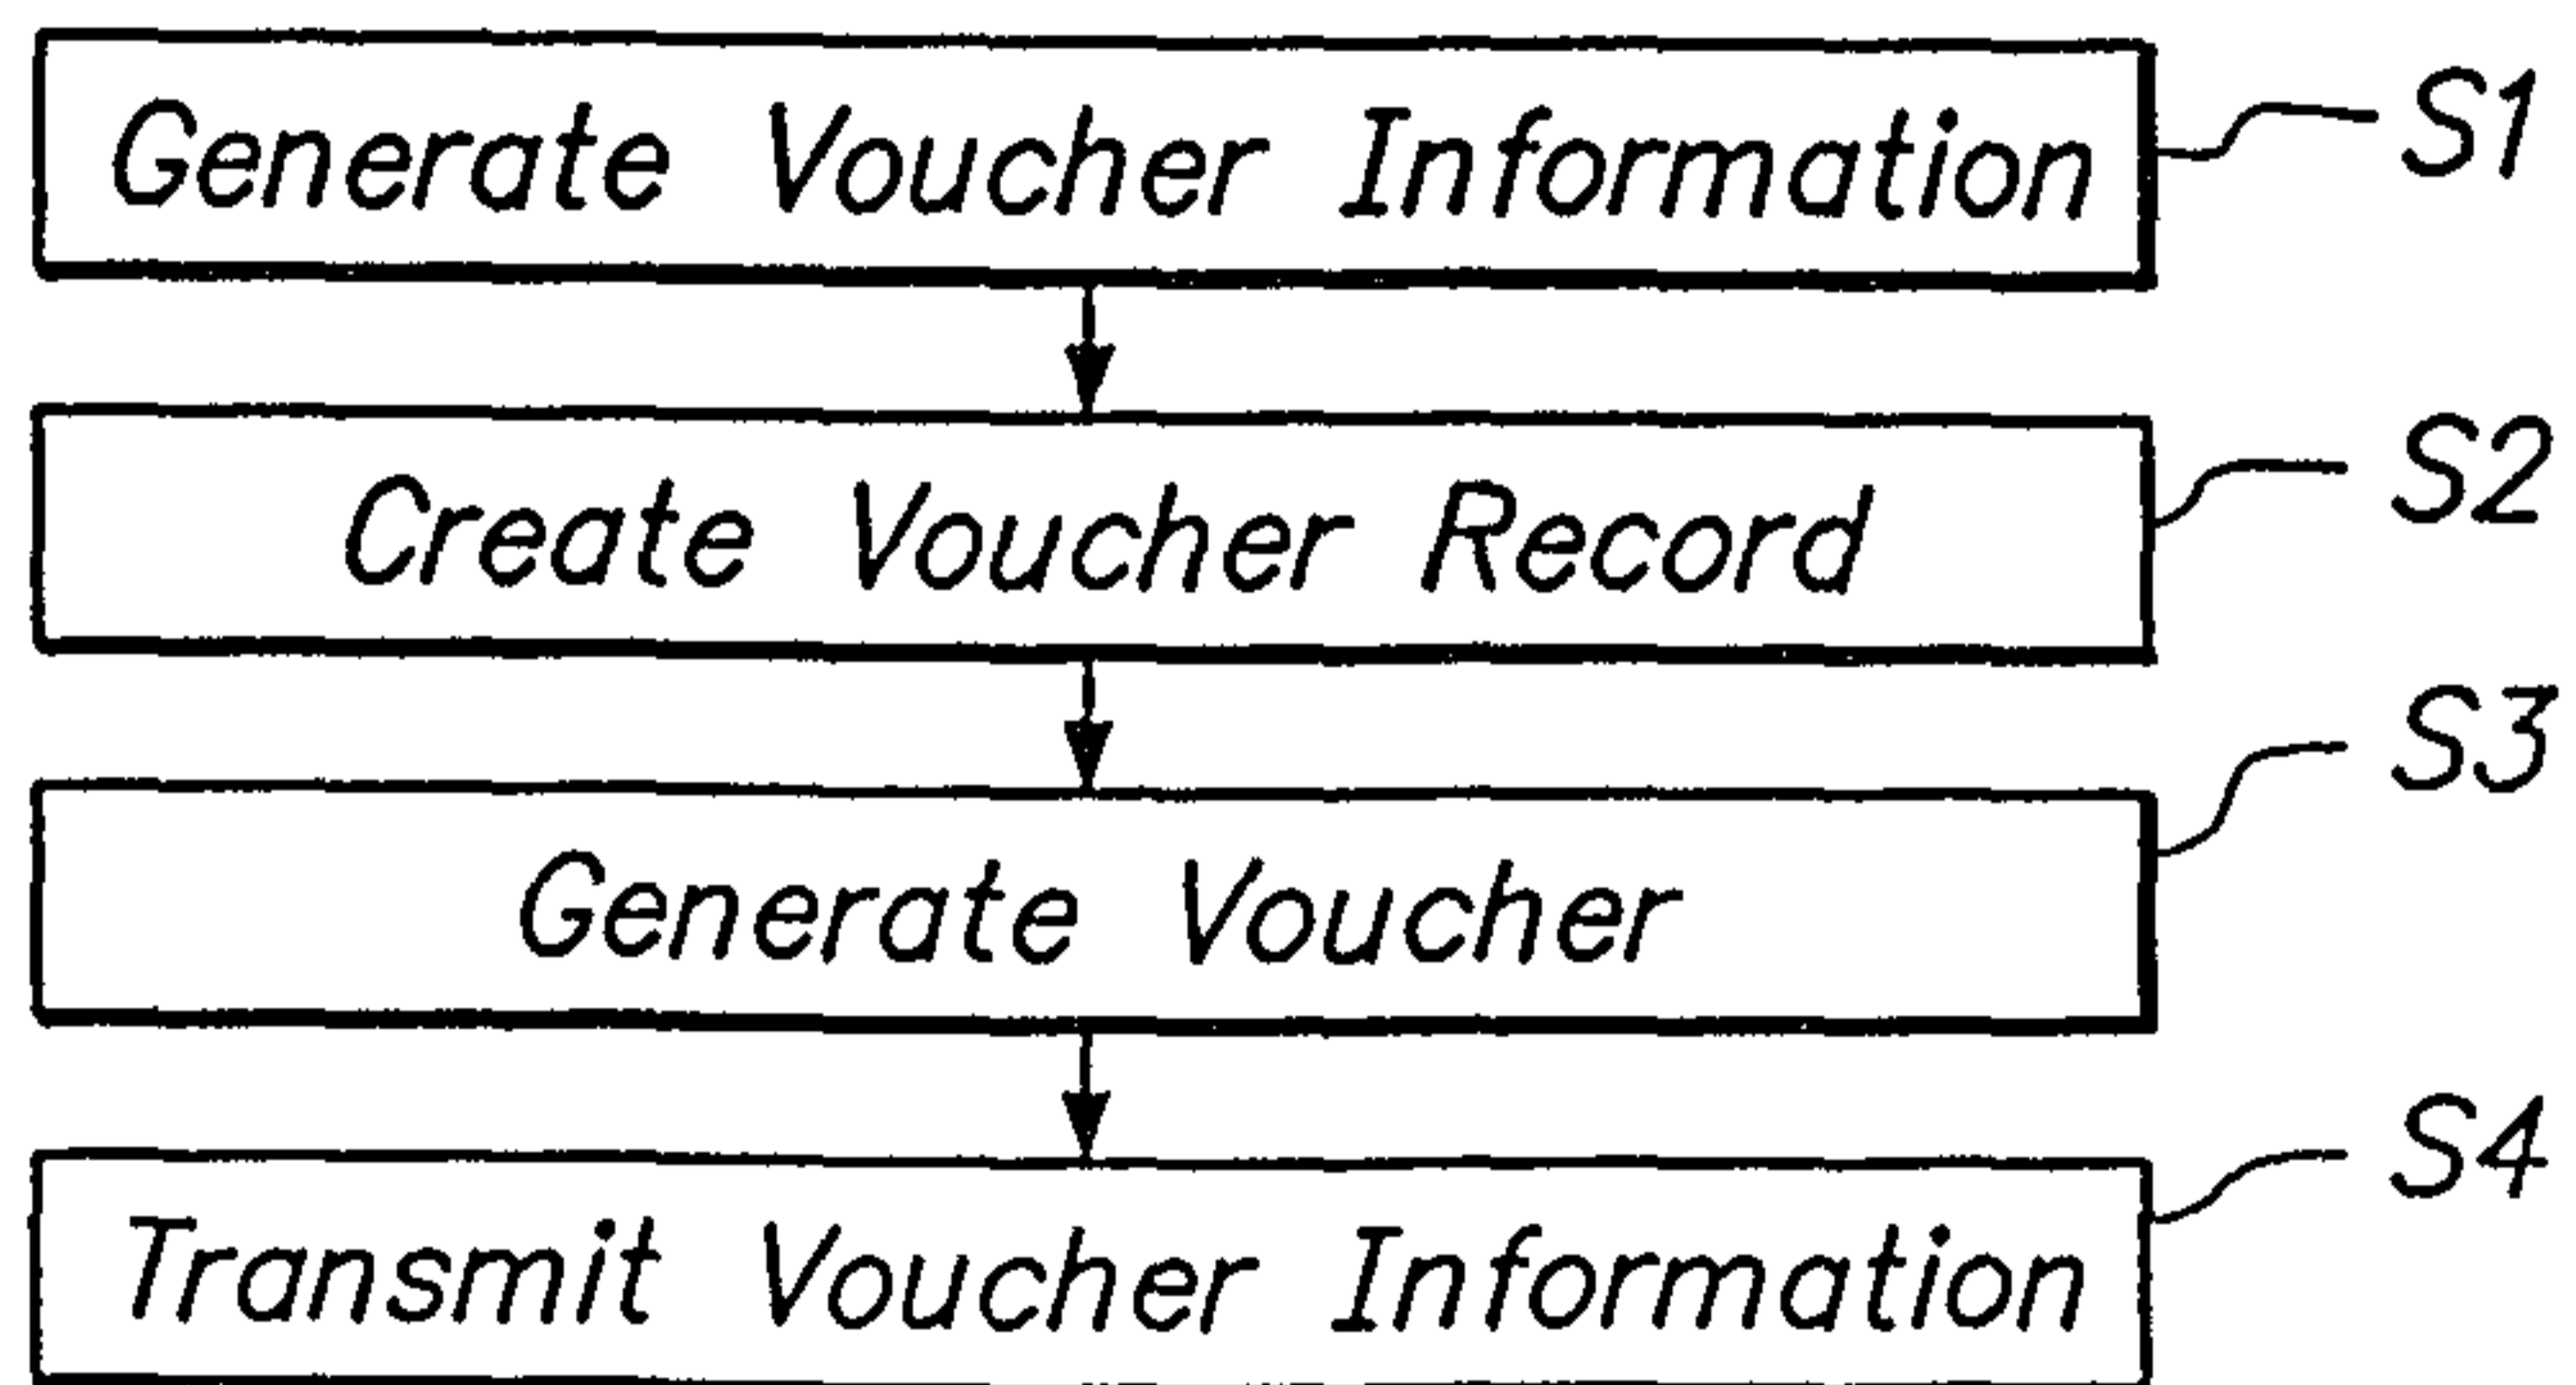 Generate Voucher Information S1
Create Voucher Record S2
Generate Voucher S3
Transmit Voucher Information S4